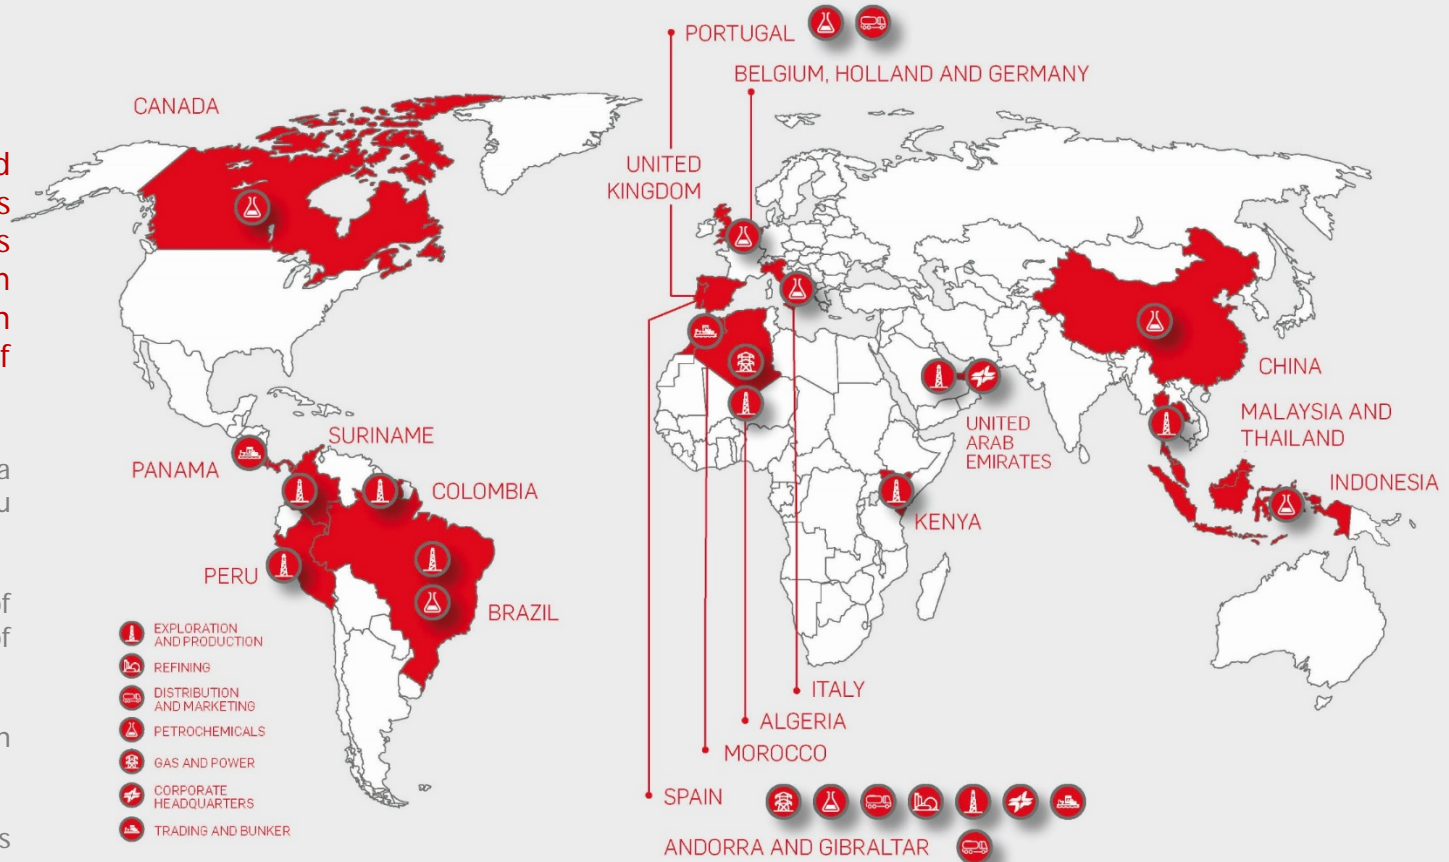 PORTUGAL
BELGIUM, HOLLAND AND GERMANY
CANADA
UNITED
KINGDOM
d
s
s
n
n
f
CHINA
MALAYSIA AND
THAILAND
UNITED
ARAB
EMIRATES
SURINAME
PANAMA
COLOMBIA
INDONESIA
a
u
KENYA
PERU
BRAZIL
of
of
EXPLORATION
AND PRODUCTION
REFINING
DISTRIBUTION
AND MARKETING
PETROCHEMICALS
GAS AND POWER
CORPORATE
HEADQUARTERS
TRADING AND BUNKER
n
s
ITALY
ALGERIA
MOROCCO
SPAIN
ANDORRA AND GIBRALTAR